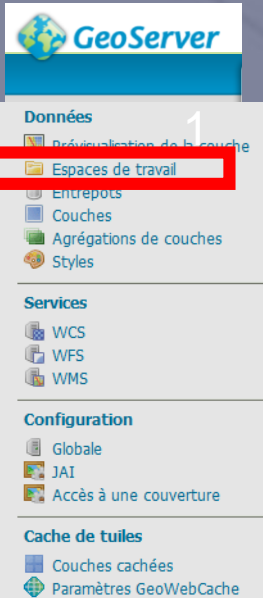 GeoServer
Données
1
Prévisualisation de la couche
Espaces de travail
Entrepôts
Couches
Agrégations de couches
Styles
Services
WCS
WFS
WMS
Configuration
Globale
JAI
Accès à une couverture
Cache de tuiles
Couches cachées
Paramètres GeoWebCache